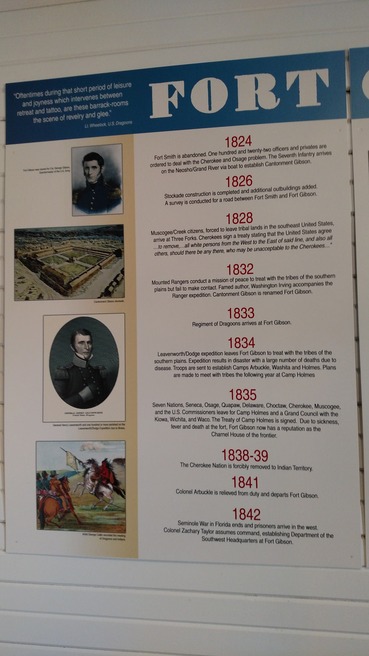 "Oftentimes during that short period of leisure
and joyness which intervenes between
retreat and tattoo, are these barrack-rooms
the scene of revelry and glee."
Lt. Wheelock, U.S. Dragoons
FORT
1824
Fort Smith is abandoned. One hundred and twenty-two officers and privates are
ordered to deal with the Cherokee and Osage problem. The Seventh Infantry arrives
on the Neosho/Grand River via boat to establish Cantonment Gibson.
1826
Stockade construction is completed and additional outbuildings added.
A survey is conducted for a road between Fort Smith and Fort Gibson.
1828
Muscogee/Creek citizens, forced to leave tribal lands in the southeast United States,
arrive at Three Forks. Cherokees sign a treaty stating that the United States agree
...to remove,...all white persons from the West to the East of said line, and also all
others, should there be any there, who may be unacceptable to the Cherokees..."
1832
Mounted Rangers conduct a mission of peace to treat with the tribes of the southern
plains but fail to make contact. Famed author, Washington Irving accompanies the
Ranger expedition. Cantonment Gibson is renamed Fort Gibson.
1833
Regiment of Dragoons arrives at Fort Gibson.
1834
Leavenworth/Dodge expedition leaves Fort Gibson to treat with the tribes of the
southern plains. Expedition results in disaster with a large number of deaths due to
disease. Troops are sent to establish Camps Arbuckle, Washita and Holmes. Plans
are made to meet with tribes the following year at Camp Holmes.
1835
Seven Nations, Seneca, Osage, Quapaw, Delaware, Choctaw, Cherokee, Muscogee,
and the U.S. Commissioners leave for Camp Holmes and a Grand Council with the
Kiowa, Wichita, and Waco. The Treaty of Camp Holmes is signed. Due to sickness,
fever and death at the fort, Fort Gibson now has a reputation as the
Charnel House of the frontier.
1838-39
The Cherokee Nation is forcibly removed to Indian Territory.
1841
Colonel Arbuckle is relieved from duty and departs Fort Gibson.
1842
Seminole War in Florida ends and prisoners arrive in the west.
Colonel Zachary Taylor assumes command, establishing Department of the
Southwest Headquarters at Fort Gibson.